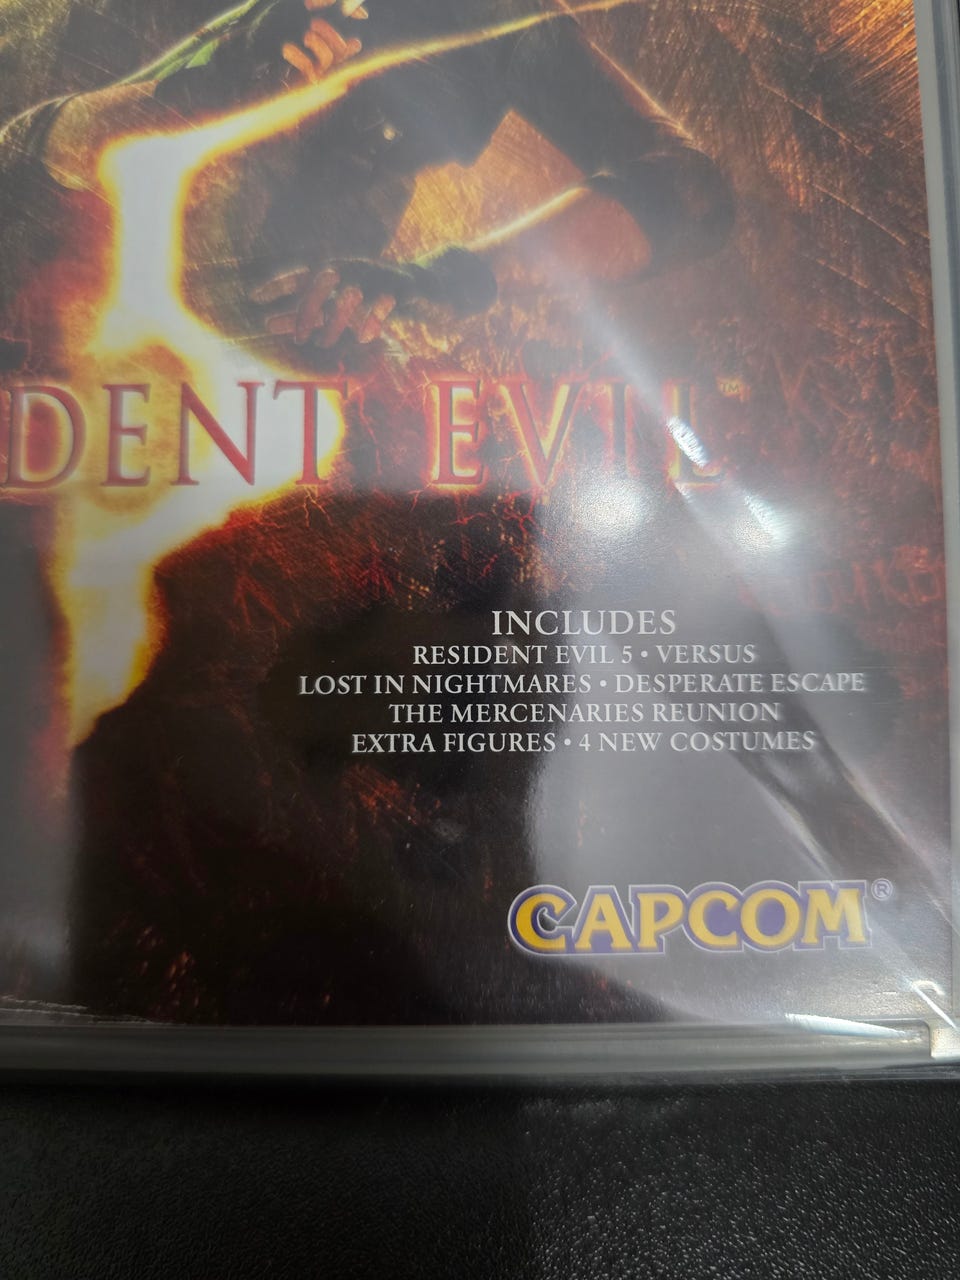 DENT EVIL™
INCLUDES
RESIDENT EVIL 5 • VERSUS
LOST IN NIGHTMARES • DESPERATE ESCAPE
THE MERCENARIES REUNION
EXTRA FIGURES • 4 NEW COSTUMES
CAPCOM®